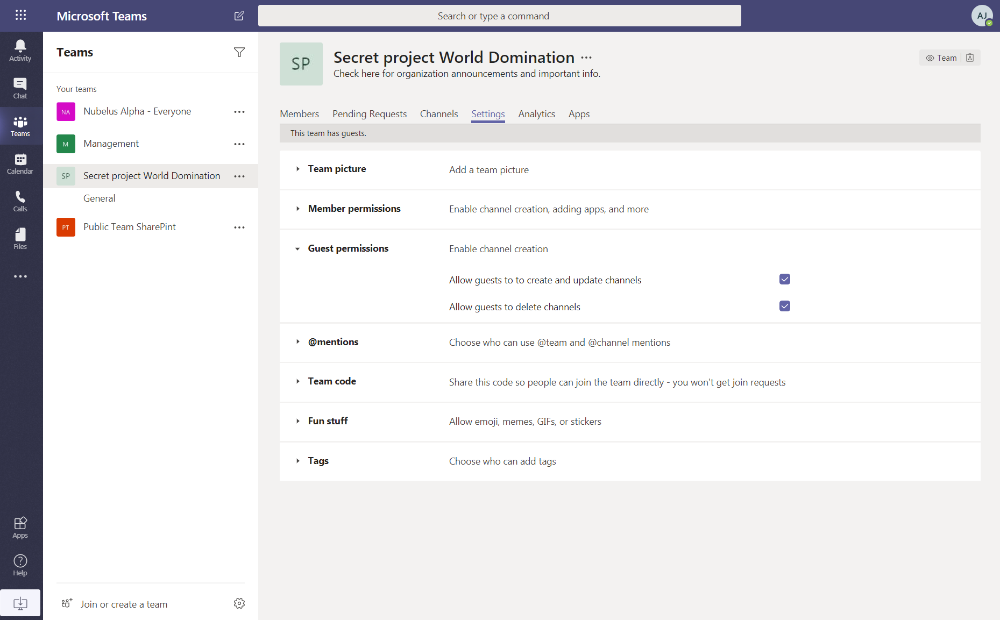 Microsoft Teams
Search or type a command
AJ
Activity
Chat
Teams
Calendar
Calls
Files
Apps
Help
Teams
Your teams
NA Nubelus Alpha - Everyone
M Management
SP Secret project World Domination
General
PT Public Team SharePint
Join or create a team
SP
Secret project World Domination
Check here for organization announcements and important info.
Team
Members Pending Requests Channels Settings Analytics Apps
This team has guests.
Team picture Add a team picture
Member permissions Enable channel creation, adding apps, and more
Guest permissions Enable channel creation
Allow guests to to create and update channels
Allow guests to delete channels
@mentions Choose who can use @team and @channel mentions
Team code Share this code so people can join the team directly - you won't get join requests
Fun stuff Allow emoji, memes, GIFs, or stickers
Tags Choose who can add tags